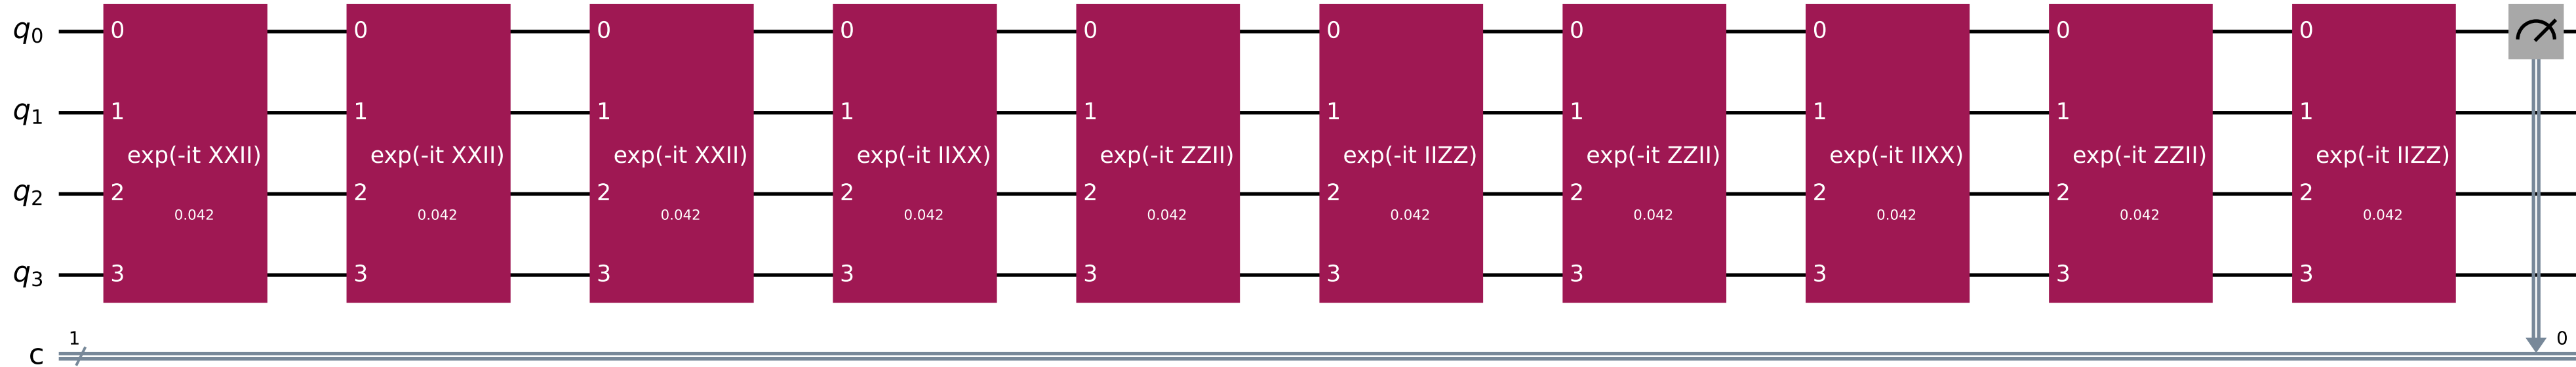 q0 0 0 0 0 0 0 0 0 0 0
q1 1 1 1 1 1 1 1 1 1 1
exp(-it XXII) exp(-it XXII) exp(-it XXII) exp(-it IIXX) exp(-it ZZII) exp(-it IIZZ) exp(-it ZZII) exp(-it IIXX) exp(-it ZZII) exp(-it IIZZ)
q2 2 2 2 2 2 2 2 2 2 2
0.042 0.042 0.042 0.042 0.042 0.042 0.042 0.042 0.042 0.042
q3 3 3 3 3 3 3 3 3 3 3
1 0
c